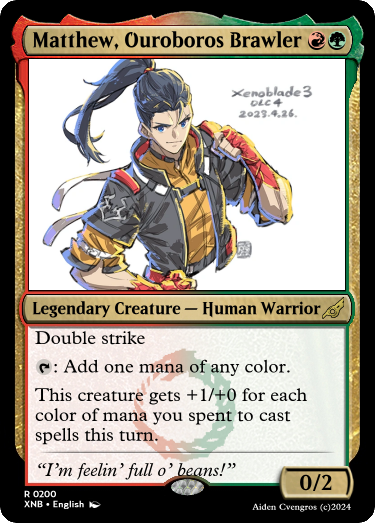 Matthew, Ouroboros Brawler
Xenoblade3
DLC4
2023.4.26.
Legendary Creature — Human Warrior
Double strike
: Add one mana of any color.
This creature gets +1/+0 for each
color of mana you spent to cast
spells this turn.
“I’m feelin’ full o’ beans!”
0/2
R 0200
XNB • English
Aiden Cvengros (c)2024